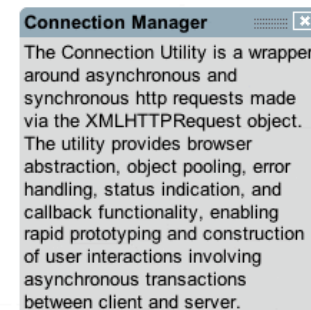 Connection Manager
The Connection Utility is a wrapper
around asynchronous and
synchronous http requests made
via the XMLHTTPRequest object.
The utility provides browser
abstraction, object pooling, error
handling, status indication, and
callback functionality, enabling
rapid prototyping and construction
of user interactions involving
asynchronous transactions
between client and server.